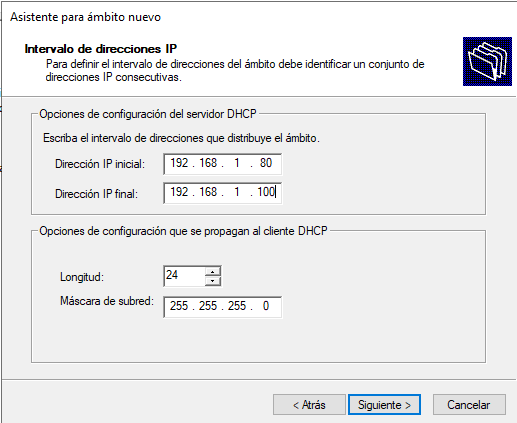 Asistente para ámbito nuevo
Intervalo de direcciones IP
Para definir el intervalo de direcciones del ámbito debe identificar un conjunto de
direcciones IP consecutivas.
Opciones de configuración del servidor DHCP
Escriba el intervalo de direcciones que distribuye el ámbito.
Dirección IP inicial: 192 . 168 . 1 . 80
Dirección IP final: 192 . 168 . 1 . 100
Opciones de configuración que se propagan al cliente DHCP
Longitud: 24
Máscara de subred: 255 . 255 . 255 . 0
< Atrás Siguiente > Cancelar